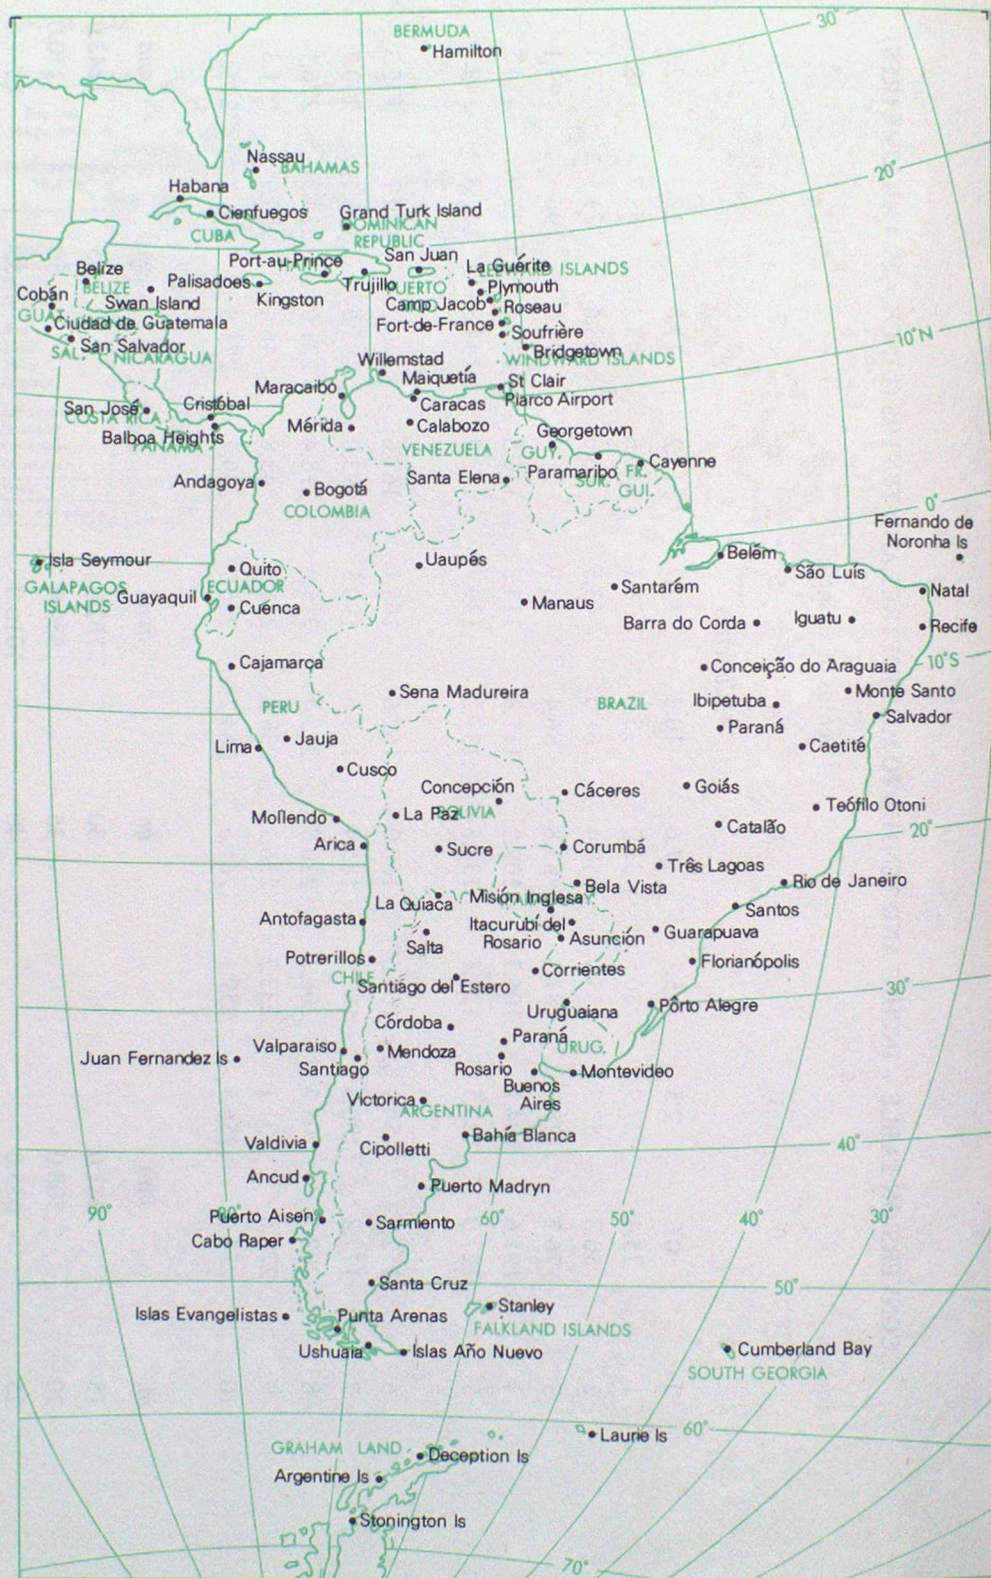 30°
BERMUDA
Hamilton
Nassau
BAHAMAS
20°
Habana
Cienfuegos
CUBA
Grand Turk Island
DOMINICAN
REPUBLIC
Port-au-Prince
HAITI
San Juan
La Guérite
LEEWARD ISLANDS
Belize
BELIZE
Palisadoes
Kingston
Trujillo
PUERTO
RICO
Plymouth
Cobán
Swan Island
Camp Jacob
Roseau
GUAT.
Ciudad de Guatemala
Fort-de-France
Soufrière
10°N
SAL.
San Salvador
NICARAGUA
Bridgetown
WINDWARD ISLANDS
Willemstad
Maracaibo
Maiquetía
St Clair
Caracas
Piarco Airport
San José
COSTA RICA
Cristóbal
Mérida
Calabozo
Georgetown
Balboa Heights
PANAMA
VENEZUELA
GUY.
Cayenne
Andagoya
Bogotá
Santa Elena
Paramaribo
SUR.
FR.
GUI.
COLOMBIA
0°
Fernando de
Noronha Is
Isla Seymour
Quito
Uaupés
Belém
São Luís
GALAPAGOS
ISLANDS
ECUADOR
Guayaquil
Cuenca
Santarém
Manaus
Natal
Barra do Corda
Iguatu
Recife
Cajamarca
Conceição do Araguaia
10°S
Sena Madureira
PERU
BRAZIL
Ibipetuba
Monte Santo
Paraná
Salvador
Lima
Jauja
Caetité
Cusco
Concepción
Cáceres
Goiás
Mollendo
La Paz
BOLIVIA
Teófilo Otoni
Catalão
20°
Arica
Sucre
Corumbá
Três Lagoas
Bela Vista
Rio de Janeiro
La Quiaca
Misión Inglesa
Santos
Antofagasta
Itacurubí del
Rosario
Asunción
Guarapuava
Salta
Potrerillos
Corrientes
Florianópolis
CHILE
Santiago del Estero
30°
Uruguaiana
Pôrto Alegre
Córdoba
Paraná
URUG.
Juan Fernandez Is
Valparaiso
Mendoza
Santiago
Rosario
Montevideo
Buenos
Aires
Victorica
ARGENTINA
Valdivia
Cipolletti
Bahía Blanca
40°
Ancud
Puerto Madryn
90°
80°
Puerto Aisen
Sarmiento
60°
50°
40°
30°
Cabo Raper
Santa Cruz
50°
Islas Evangelistas
Punta Arenas
Stanley
FALKLAND ISLANDS
Ushuaia
Islas Año Nuevo
Cumberland Bay
SOUTH GEORGIA
Laurie Is
60°
GRAHAM LAND
Deception Is
Argentine Is
Stonington Is
70°